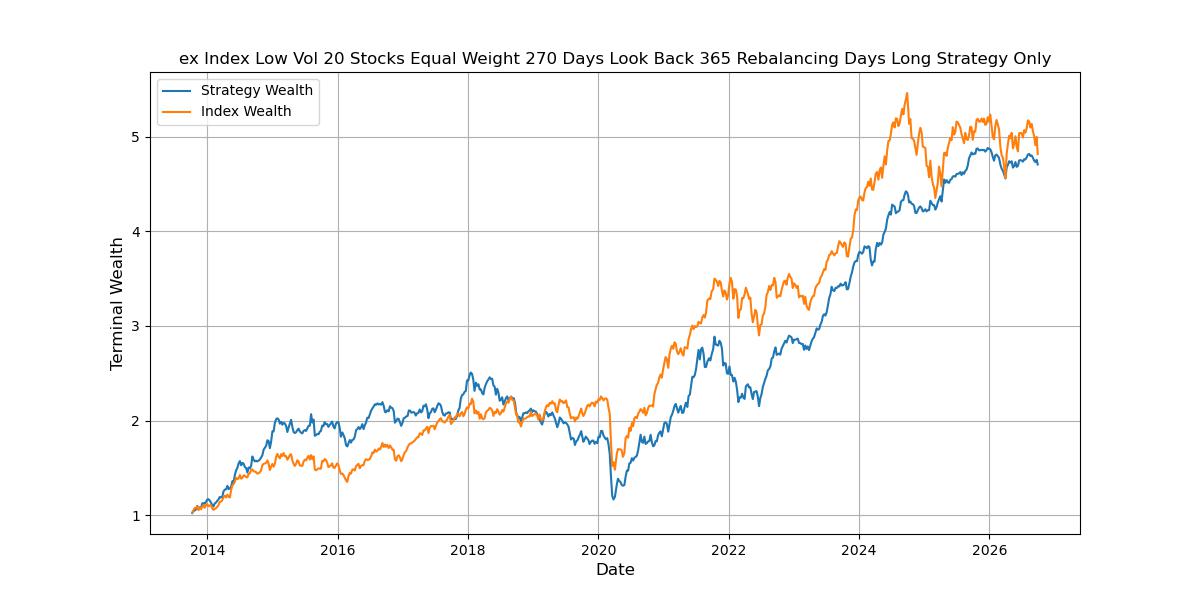 ex Index Low Vol 20 Stocks Equal Weight 270 Days Look Back 365 Rebalancing Days Long Strategy Only
Strategy Wealth
Index Wealth
5
4
3
2
1
Terminal Wealth
2014 2016 2018 2020 2022 2024 2026
Date